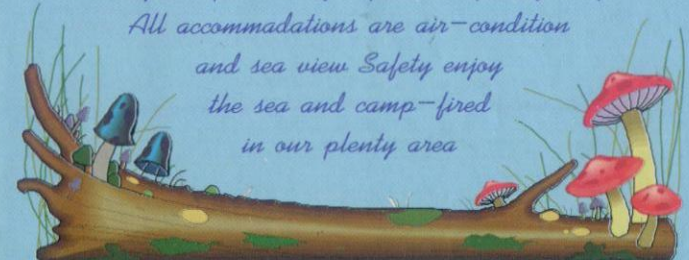 All accommadations are air-condition
and sea view Safety enjoy
the sea and camp-fired
in our plenty area